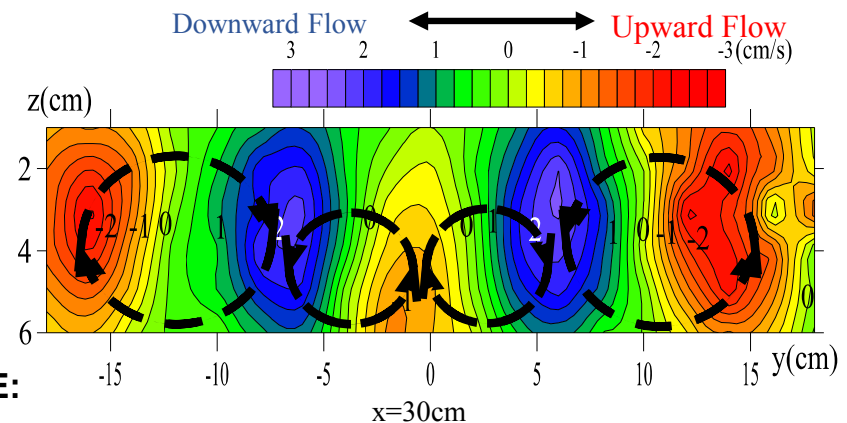 Downward Flow Upward Flow
3 2 1 0 -1 -2 -3(cm/s)
z(cm)
2
-2 -1 0 1 2 0 0 1 2 1 0 -1 -2
4
1 0
6
-15 -10 -5 0 5 10 15 y(cm)
E:
x=30cm